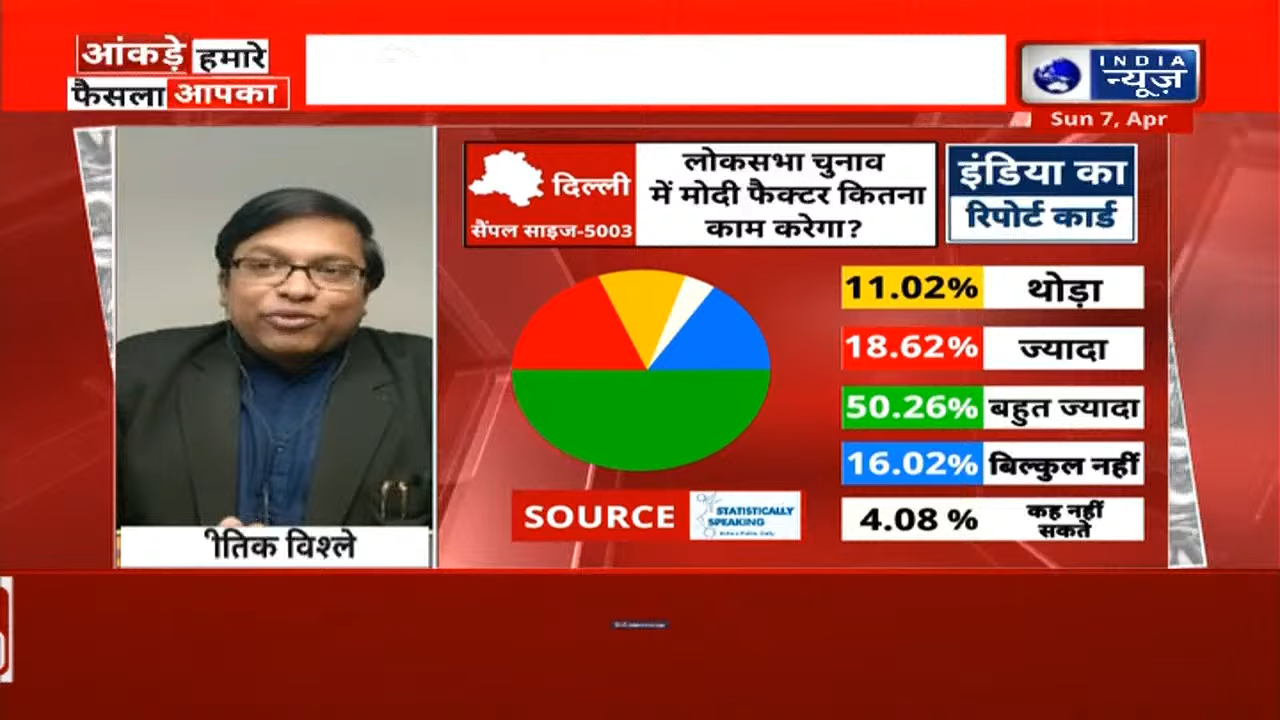 आंकड़े हमारे
फैसला आपका
INDIA
न्यूज़
Sun 7, Apr
दिल्ली
सैंपल साइज-5003
लोकसभा चुनाव
में मोदी फैक्टर कितना
काम करेगा?
इंडिया का
रिपोर्ट कार्ड
11.02% थोड़ा
18.62% ज्यादा
50.26% बहुत ज्यादा
16.02% बिल्कुल नहीं
4.08 % कह नहीं
सकते
SOURCE
STATISTICALLY
SPEAKING
ीतिक विश्ले